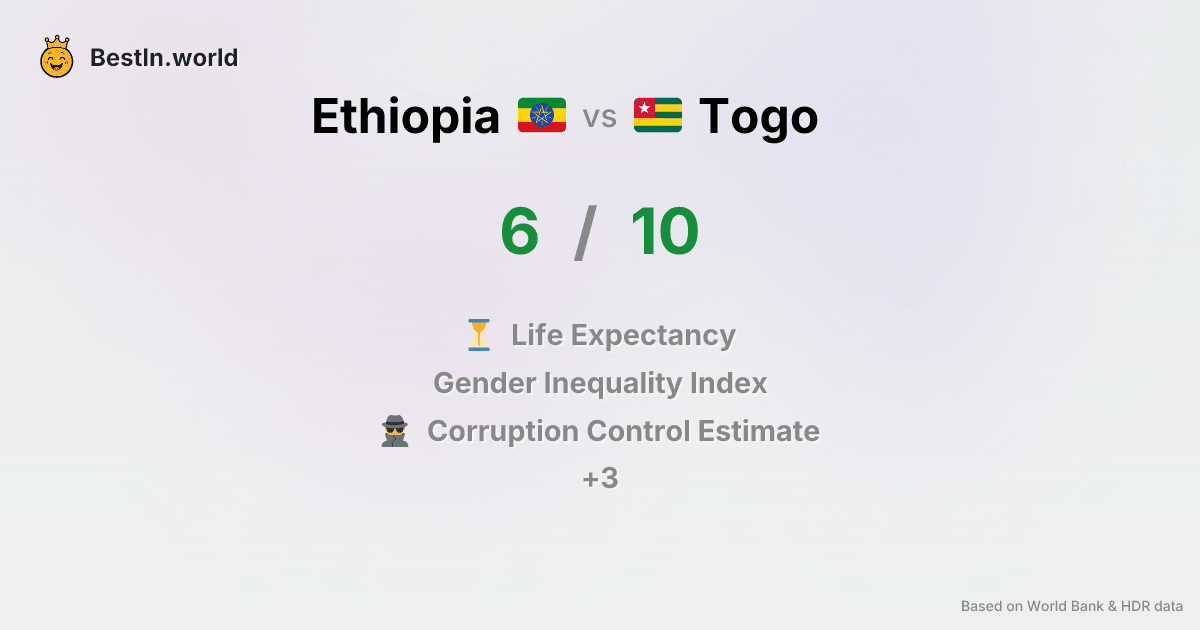 BestIn.world
Ethiopia vs Togo
6 / 10
Life Expectancy
Gender Inequality Index
Corruption Control Estimate
+3
Based on World Bank & HDR data